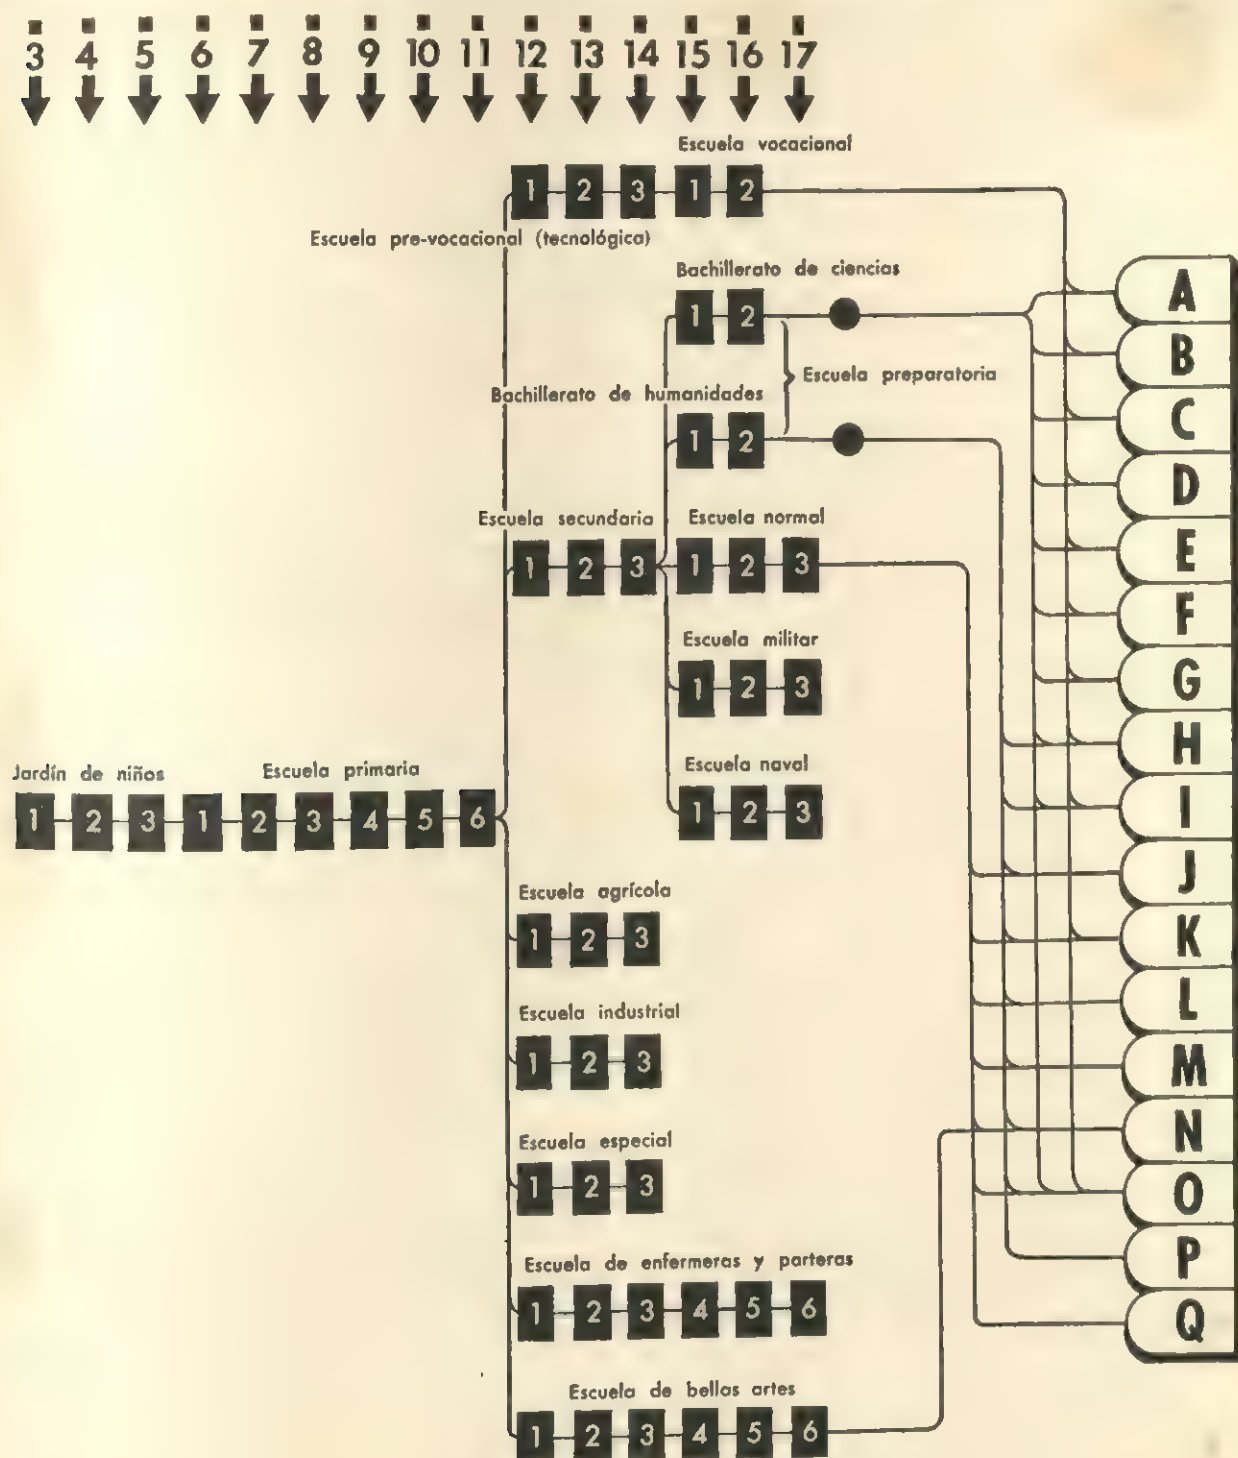 3 4 5 6 7 8 9 10 11 12 13 14 15 16 17
Escuela vocacional
1 2 3 1 2
Escuela pre-vocacional (tecnológica)
Bachillerato de ciencias
1 2
Escuela preparatoria
Bachillerato de humanidades
1 2
Escuela secundaria Escuela normal
1 2 3 1 2 3
Escuela militar
1 2 3
Escuela naval
1 2 3
Jardín de niños Escuela primaria
1 2 3 1 2 3 4 5 6
Escuela agrícola
1 2 3
Escuela industrial
1 2 3
Escuela especial
1 2 3
Escuela de enfermeras y parteras
1 2 3 4 5 6
Escuela de bellas artes
1 2 3 4 5 6
A
B
C
D
E
F
G
H
I
J
K
L
M
N
O
P
Q